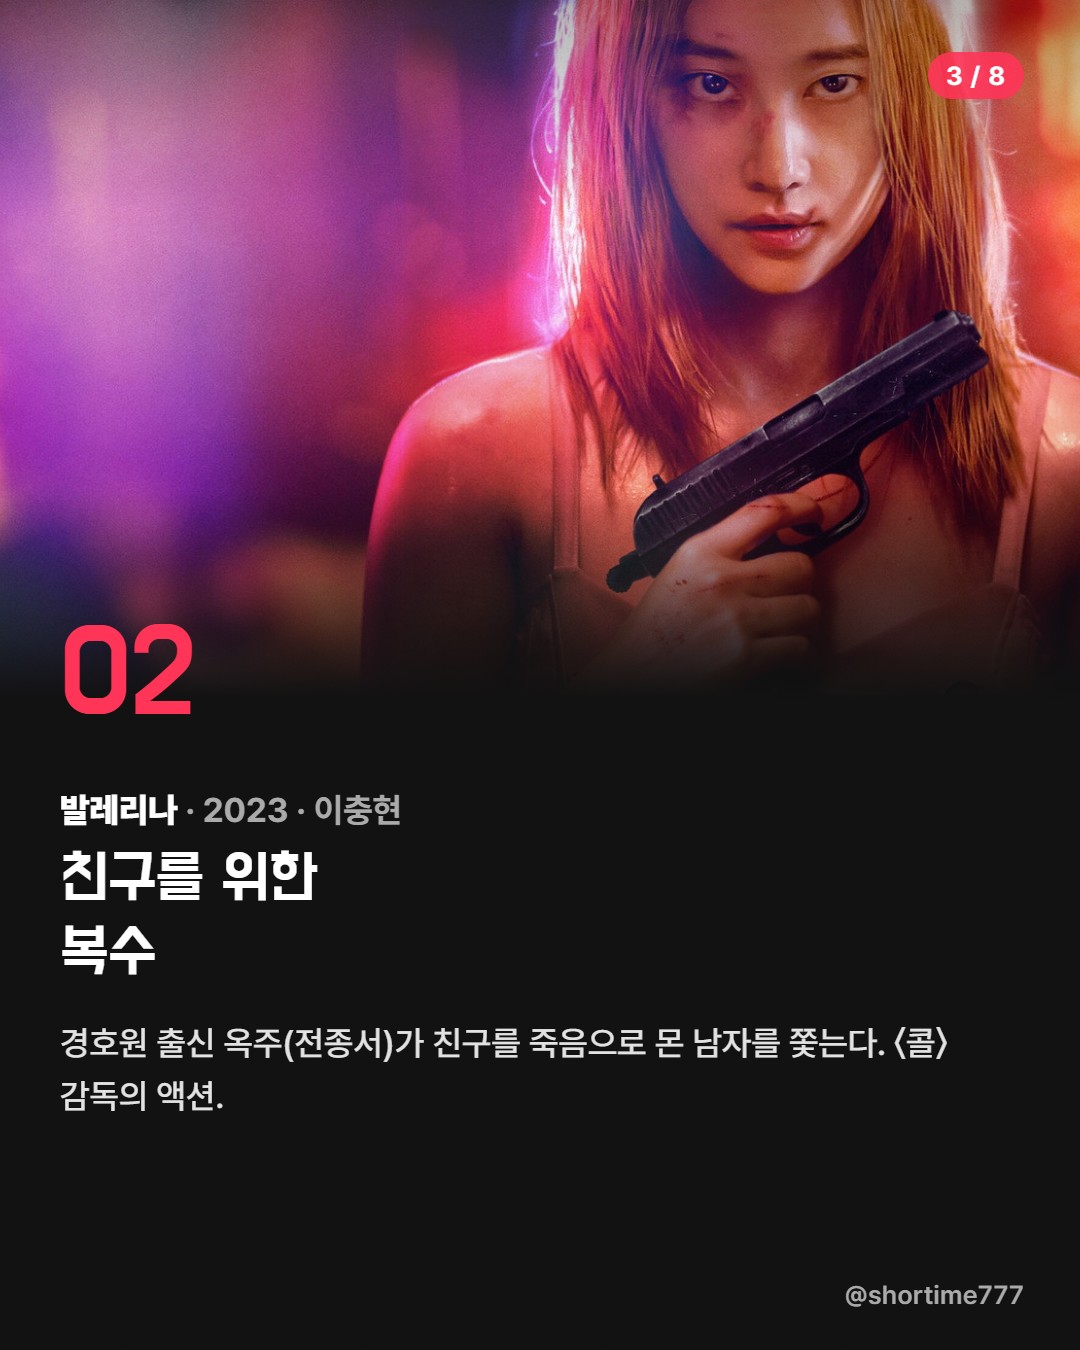 3 / 8
02
발레리나 · 2023 · 이충현
친구를 위한
복수
경호원 출신 옥주(전종서)가 친구를 죽음으로 몬 남자를 쫓는다. 〈콜〉
감독의 액션.
@shortime777